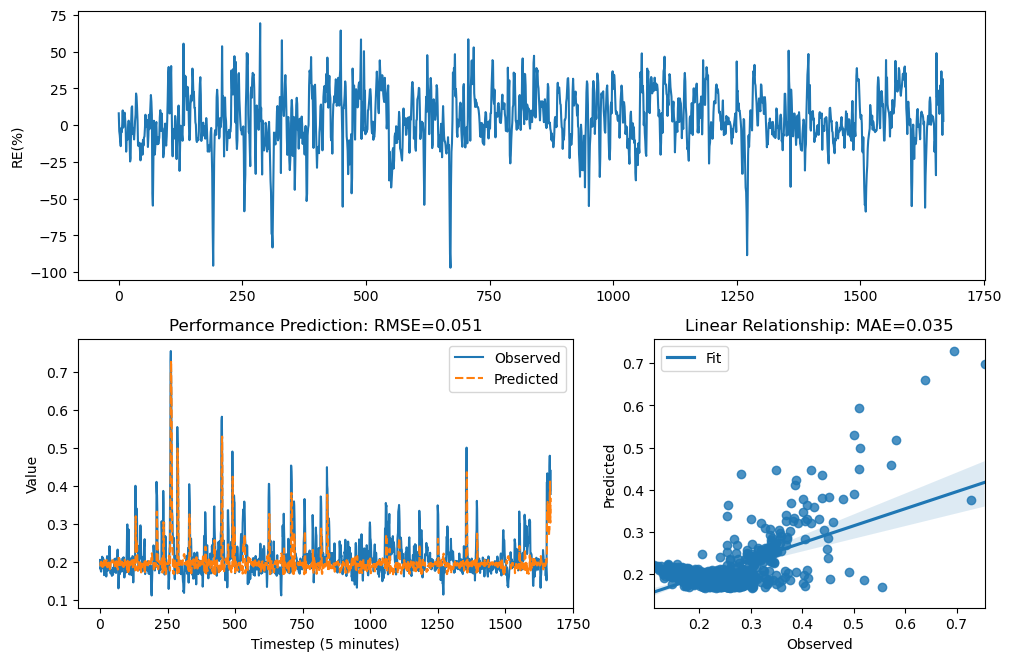 75
50
25
0
−25
−50
−75
−100
RE(%)
0 250 500 750 1000 1250 1500 1750
Performance Prediction: RMSE=0.051
Observed
Predicted
0.7
0.6
0.5
0.4
0.3
0.2
0.1
Value
0 250 500 750 1000 1250 1500 1750
Timestep (5 minutes)
Linear Relationship: MAE=0.035
Fit
0.7
0.6
0.5
0.4
0.3
0.2
Predicted
0.2 0.3 0.4 0.5 0.6 0.7
Observed